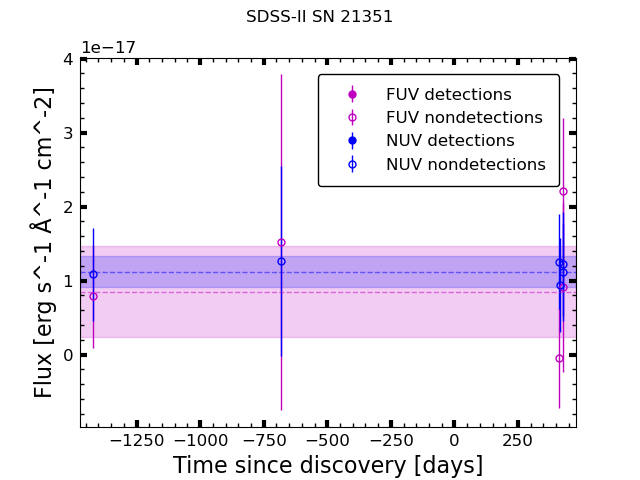 SDSS-II SN 21351
1e−17
4
3
2
1
0
Flux [erg s^-1 Å^-1 cm^-2]
FUV detections
FUV nondetections
NUV detections
NUV nondetections
−1250 −1000 −750 −500 −250 0 250
Time since discovery [days]